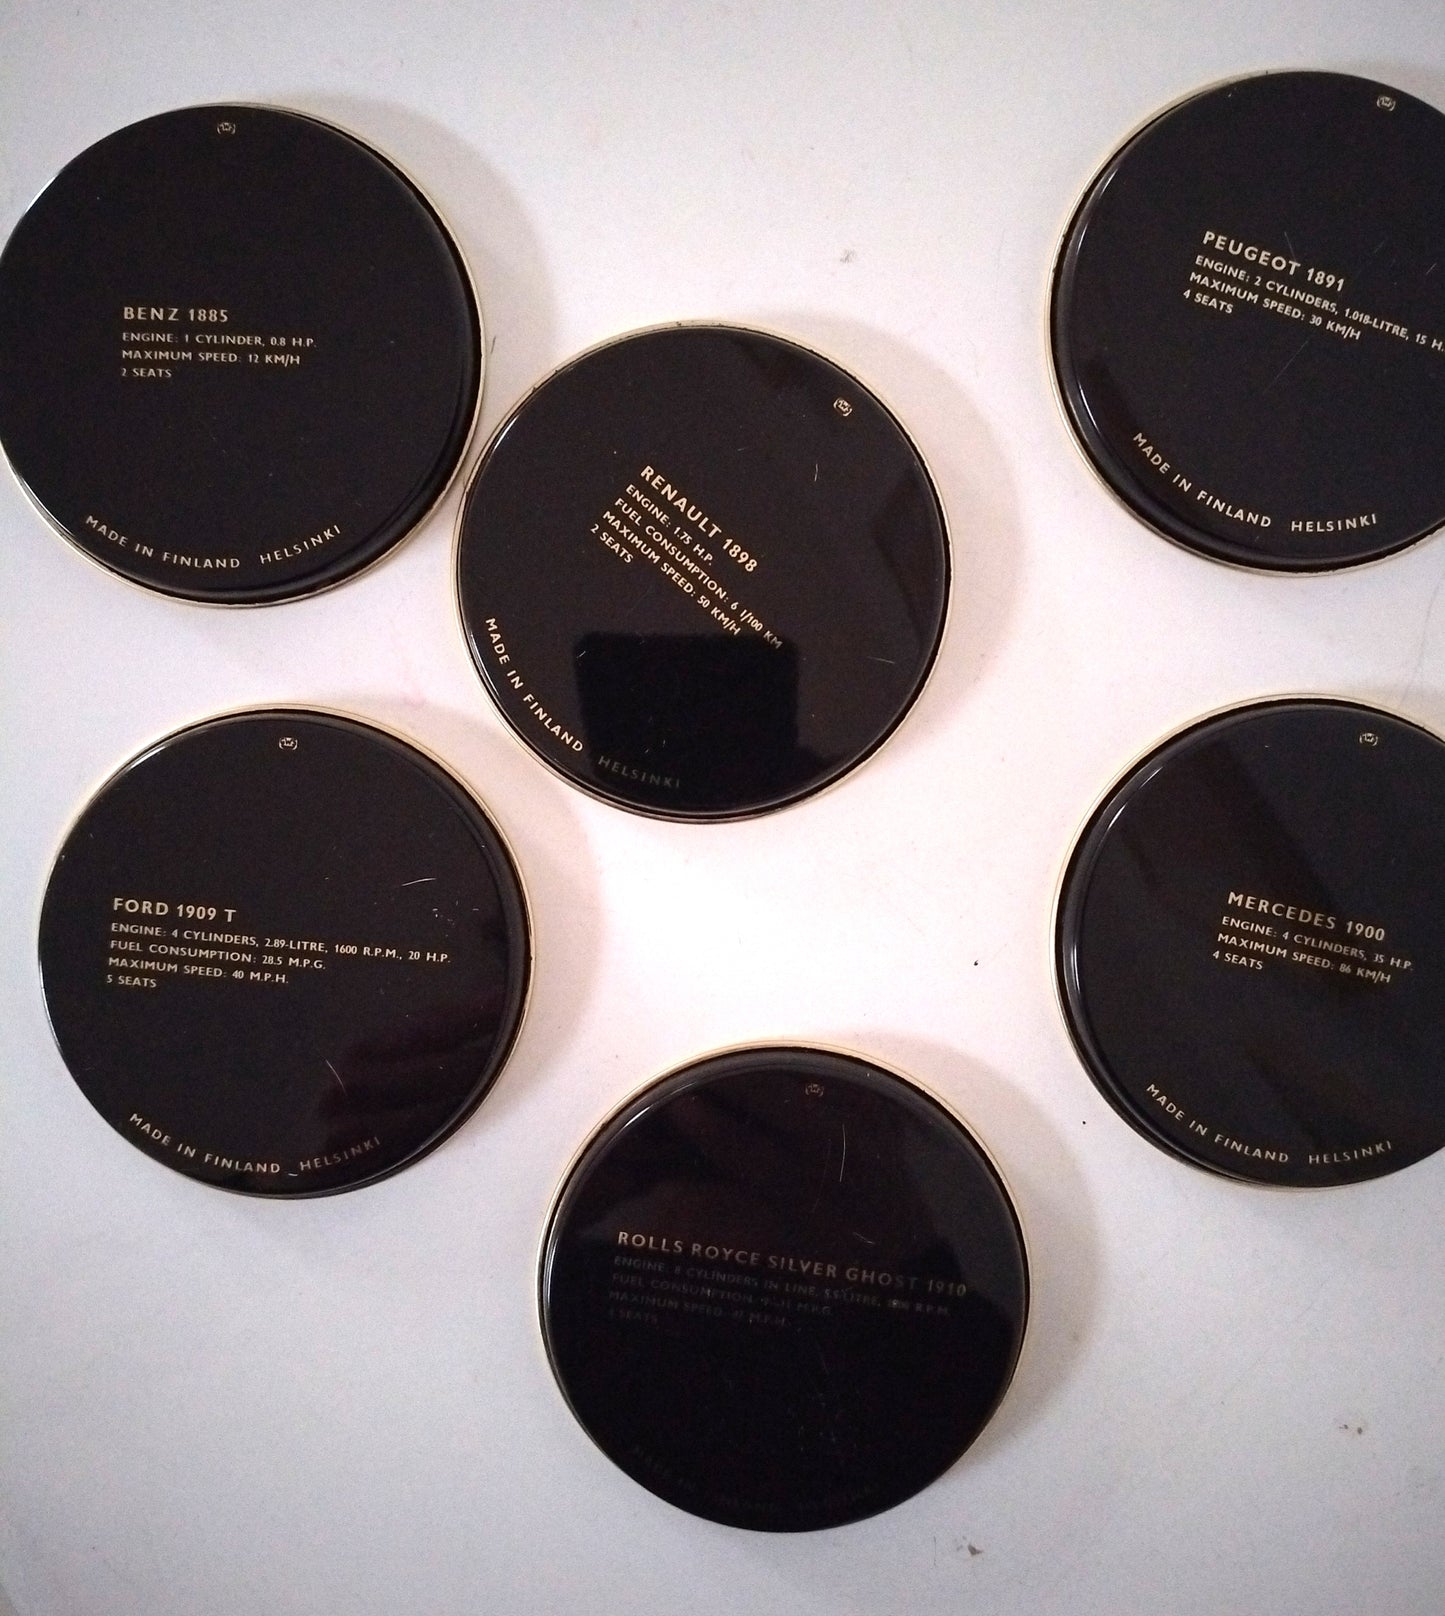 BENZ 1885
ENGINE: 1 CYLINDER, 0.8 H.P.
MAXIMUM SPEED: 12 KM/H
2 SEATS
MADE IN FINLAND HELSINKI
PEUGEOT 1891
ENGINE: 2 CYLINDERS, 1.018-LITRE, 15 H.
MAXIMUM SPEED: 30 KM/H
4 SEATS
MADE IN FINLAND HELSINKI
RENAULT 1898
ENGINE: 1.75 H.P.
FUEL CONSUMPTION: 6 l/100 KM
MAXIMUM SPEED: 50 KM/H
2 SEATS
MADE IN FINLAND HELSINKI
FORD 1909 T
ENGINE: 4 CYLINDERS, 2.89-LITRE, 1600 R.P.M., 20 H.P.
FUEL CONSUMPTION: 28.5 M.P.G.
MAXIMUM SPEED: 40 M.P.H.
5 SEATS
MADE IN FINLAND HELSINKI
MERCEDES 1900
ENGINE: 4 CYLINDERS, 35 H.P.
MAXIMUM SPEED: 86 KM/H
4 SEATS
MADE IN FINLAND HELSINKI
ROLLS ROYCE SILVER GHOST 1910
ENGINE: CYLINDERS IN LINE, R.P.M.
FUEL CONSUMPTION: M.P.G.
MAXIMUM SPEED: M.P.H.
SEATS
MADE IN FINLAND HELSINKI